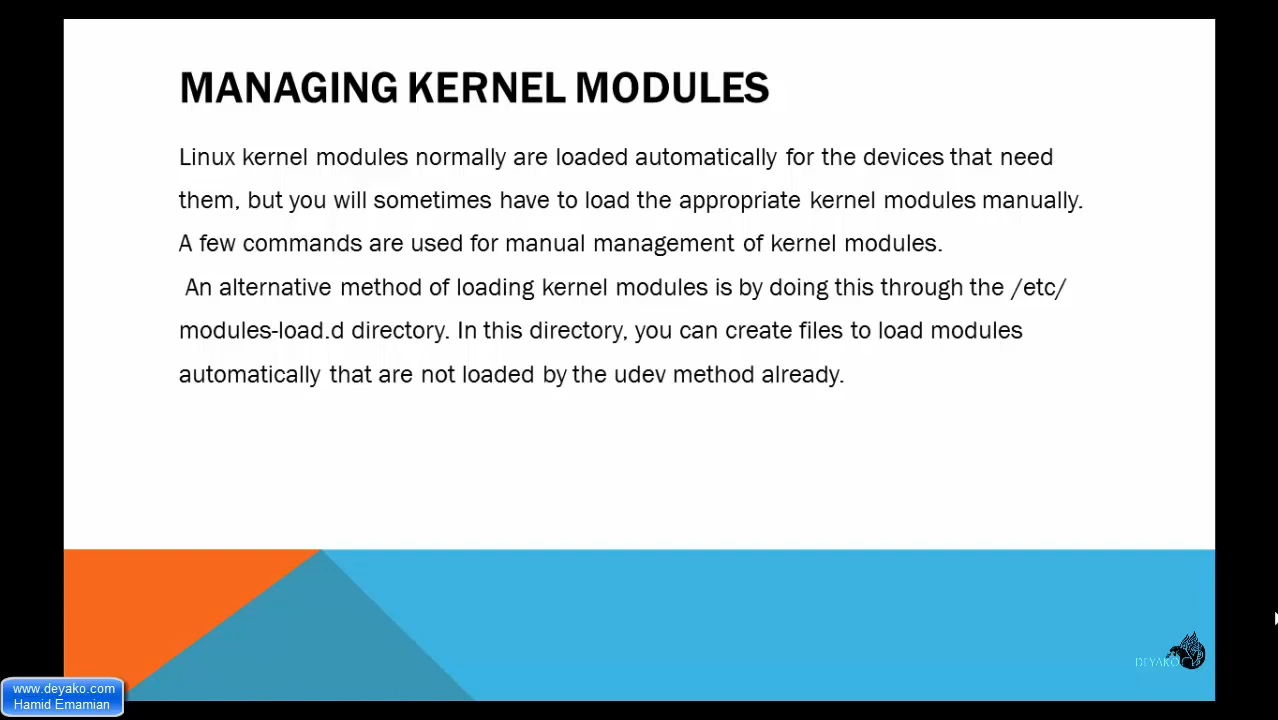 MANAGING KERNEL MODULES
Linux kernel modules normally are loaded automatically for the devices that need
them, but you will sometimes have to load the appropriate kernel modules manually.
A few commands are used for manual management of kernel modules.
An alternative method of loading kernel modules is by doing this through the /etc/
modules-load.d directory. In this directory, you can create files to load modules
automatically that are not loaded by the udev method already.
DEYAKO
www.deyako.com
Hamid Emamian